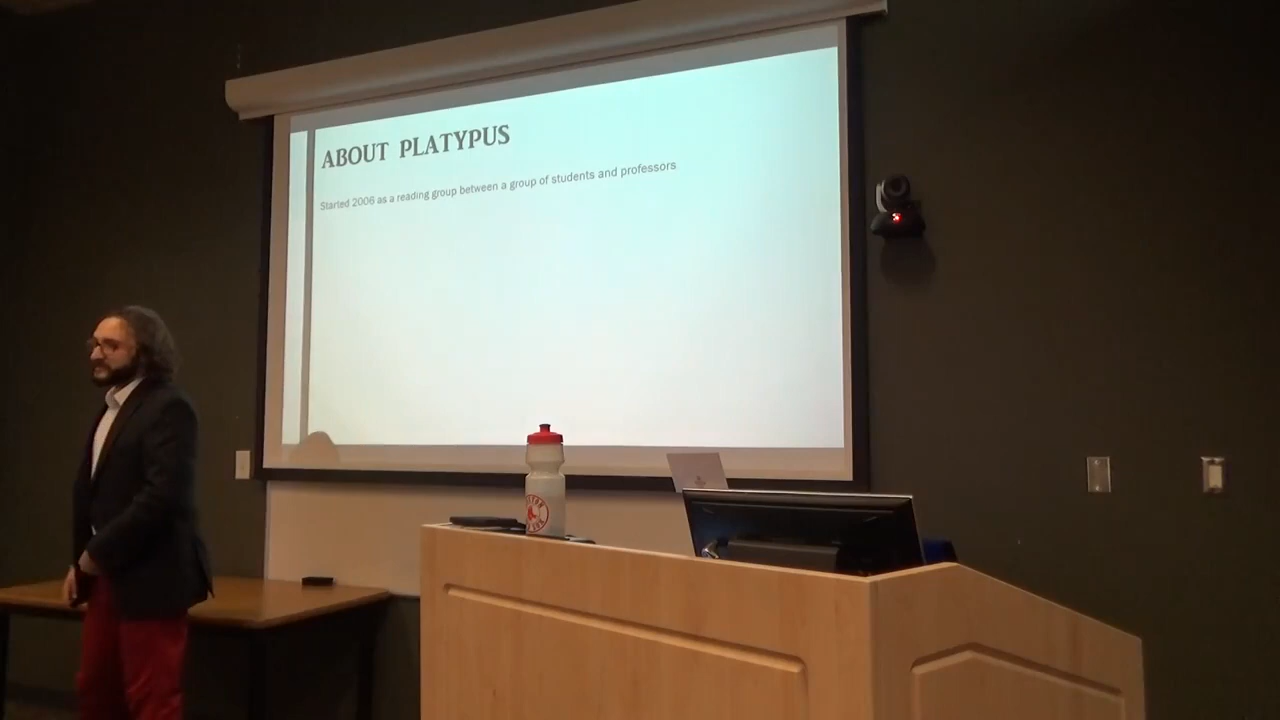 ABOUT PLATYPUS
Started 2006 as a reading group between a group of students and professors